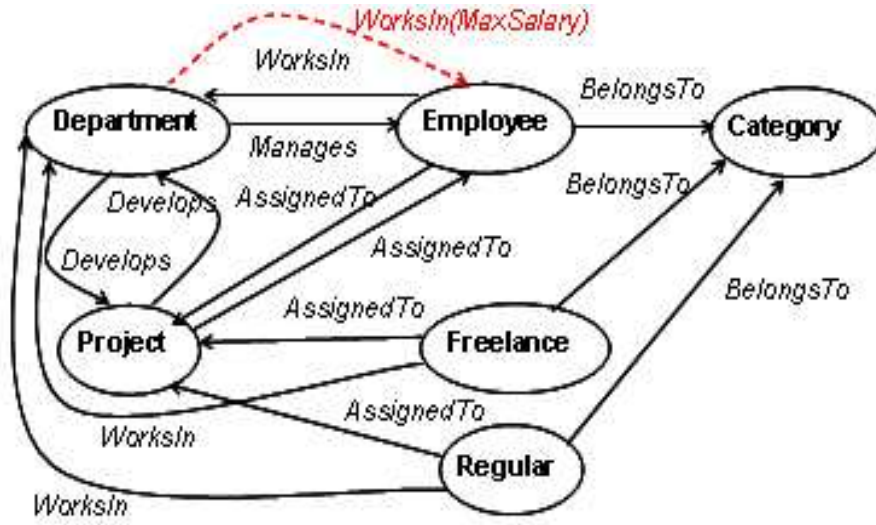 WorksIn(MaxSalary)
WorksIn
BelongsTo
Department
Employee
Category
Manages
Develops
AssignedTo
BelongsTo
Develops
AssignedTo
BelongsTo
AssignedTo
Project
Freelance
AssignedTo
WorksIn
Regular
WorksIn